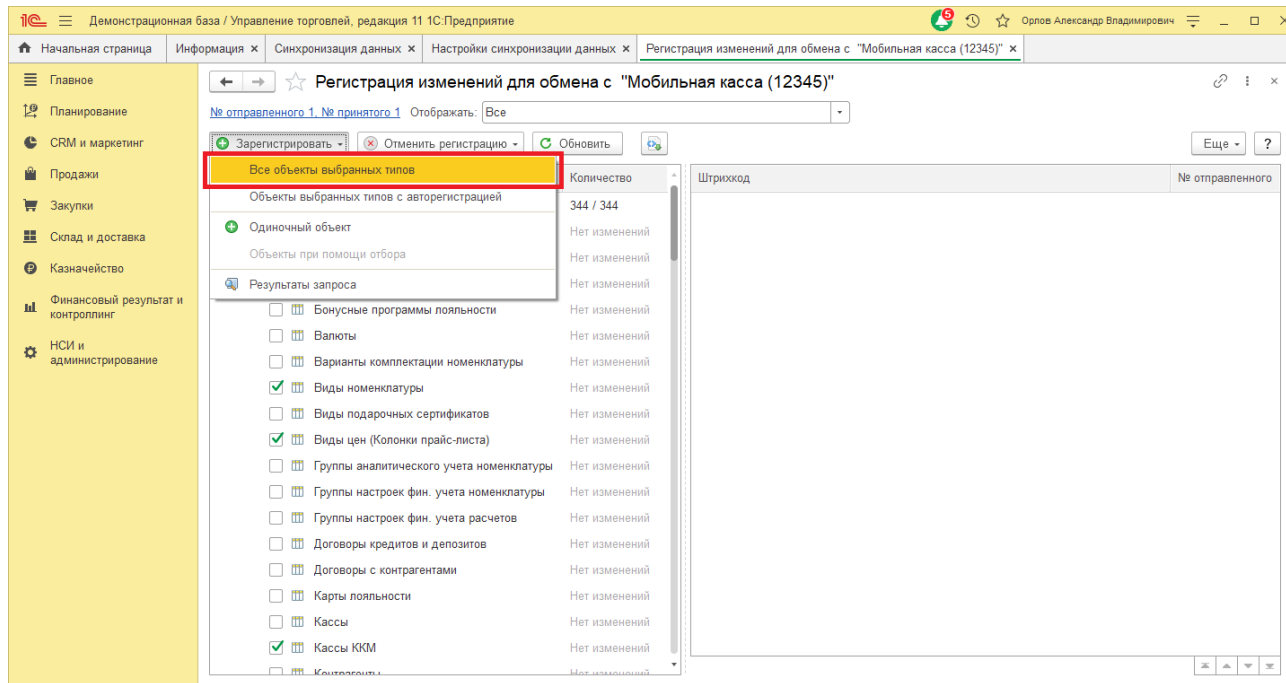 1С Демонстрационная база / Управление торговлей, редакция 11 1С:Предприятие 5 Орлов Александр Владимирович
Начальная страница Информация × Синхронизация данных × Настройки синхронизации данных × Регистрация изменений для обмена с "Мобильная касса (12345)" ×
Главное
Планирование
CRM и маркетинг
Продажи
Закупки
Склад и доставка
Казначейство
Финансовый результат и
контроллинг
НСИ и
администрирование
Регистрация изменений для обмена с "Мобильная касса (12345)"
№ отправленного 1, № принятого 1 Отображать: Все
Зарегистрировать Отменить регистрацию Обновить Еще ?
Все объекты выбранных типов
Объекты выбранных типов с авторегистрацией
Одиночный объект
Объекты при помощи отбора
Результаты запроса
Количество Штрихкод № отправленного
344 / 344
Нет изменений
Нет изменений
Нет изменений
Бонусные программы лояльности Нет изменений
Валюты Нет изменений
Варианты комплектации номенклатуры Нет изменений
Виды номенклатуры Нет изменений
Виды подарочных сертификатов Нет изменений
Виды цен (Колонки прайс-листа) Нет изменений
Группы аналитического учета номенклатуры Нет изменений
Группы настроек фин. учета номенклатуры Нет изменений
Группы настроек фин. учета расчетов Нет изменений
Договоры кредитов и депозитов Нет изменений
Договоры с контрагентами Нет изменений
Карты лояльности Нет изменений
Кассы Нет изменений
Кассы ККМ Нет изменений
Контрагенты Нет изменений